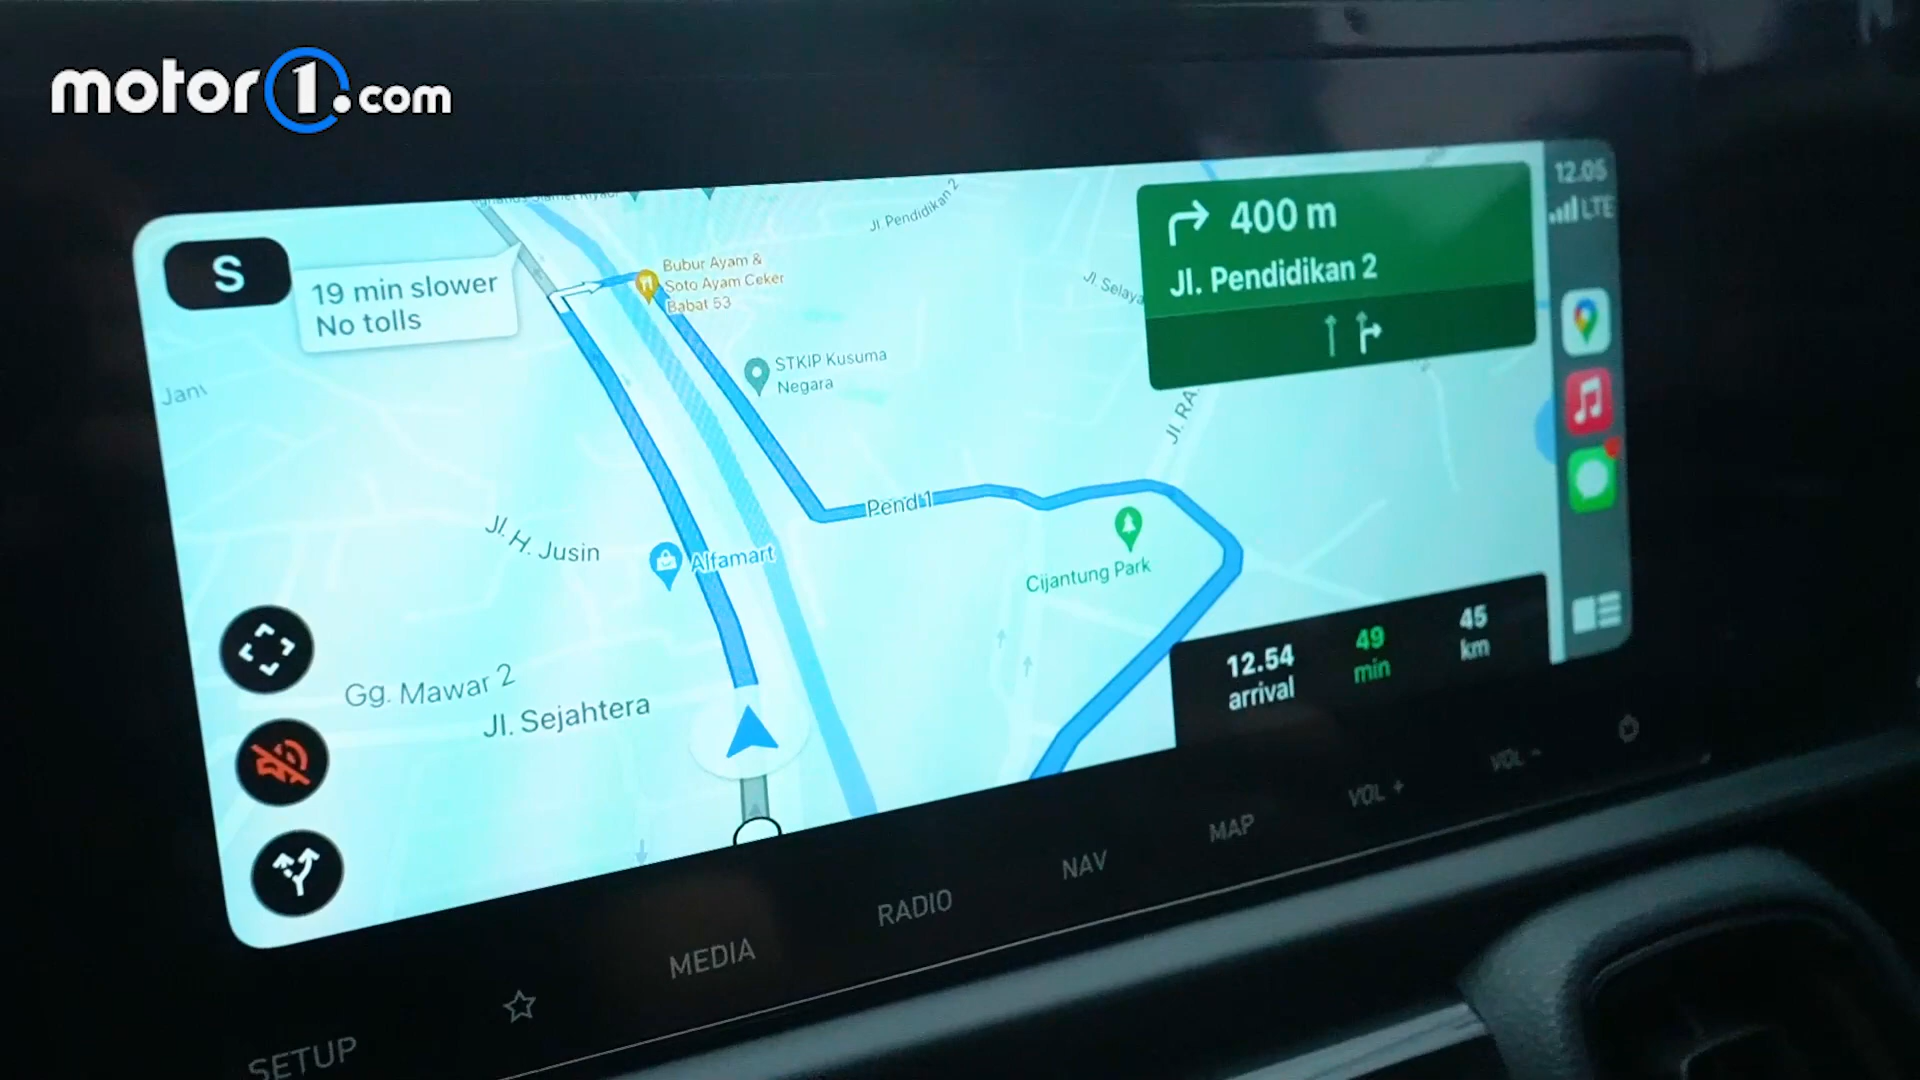 motor1.com
S
19 min slower
No tolls
Jl. Pendidikan 2
Bubur Ayam &
Soto Ayam Ceker
Babat 53
STKIP Kusuma
Negara
400 m
Jl. Pendidikan 2
12.05
LTE
Jl. H. Jusin
Alfamart
Pend 1
Cijantung Park
Gg. Mawar 2
Jl. Sejahtera
12.54
arrival
49
min
45
km
SETUP
MEDIA
RADIO
NAV
MAP
VOL +
VOL -